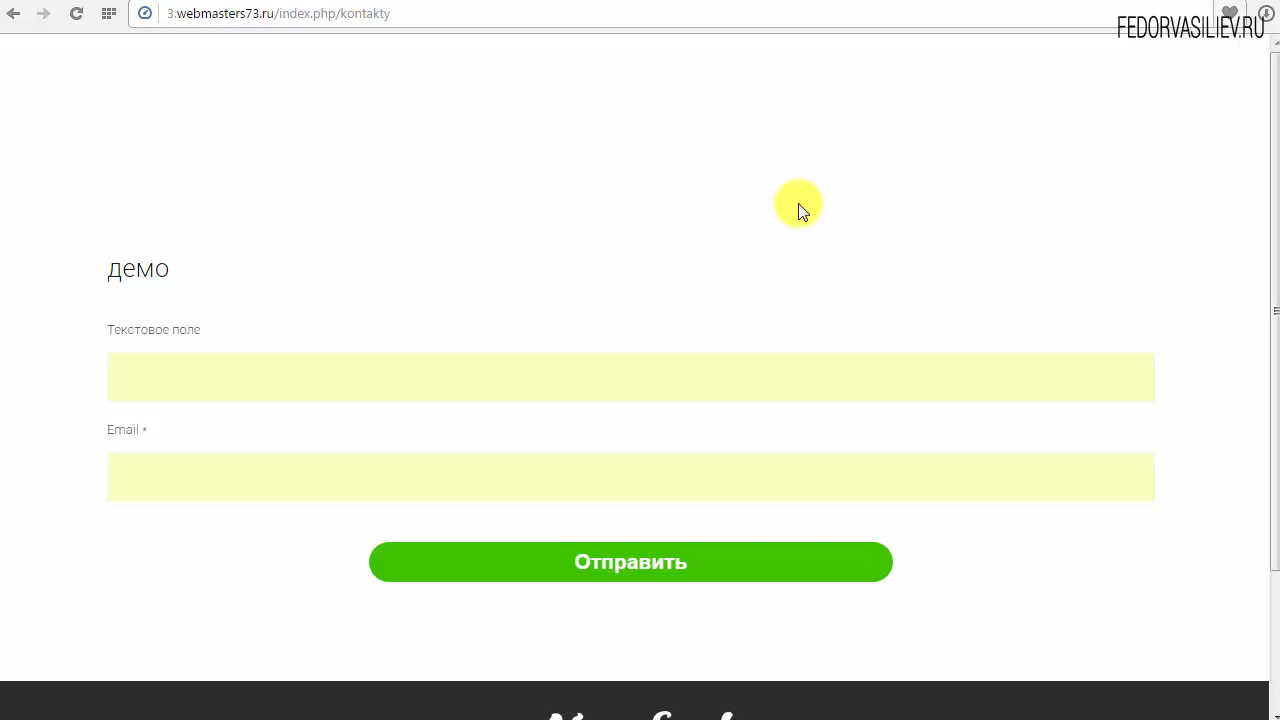 3.webmasters73.ru/index.php/kontakty
FEDORVASILIEV.RU
демо
Текстовое поле
Email *
Отправить